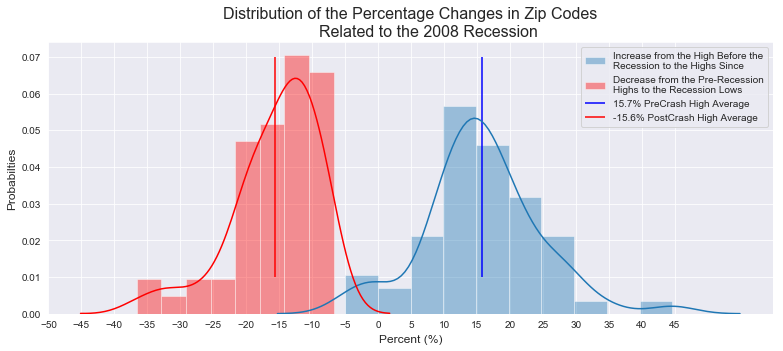 Distribution of the Percentage Changes in Zip Codes
Related to the 2008 Recession
Increase from the High Before the
Recession to the Highs Since
Decrease from the Pre-Recession
Highs to the Recession Lows
15.7% PreCrash High Average
-15.6% PostCrash High Average
Probabilties
0.07
0.06
0.05
0.04
0.03
0.02
0.01
0.00
−50 −45 −40 −35 −30 −25 −20 −15 −10 −5 0 5 10 15 20 25 30 35 40 45
Percent (%)